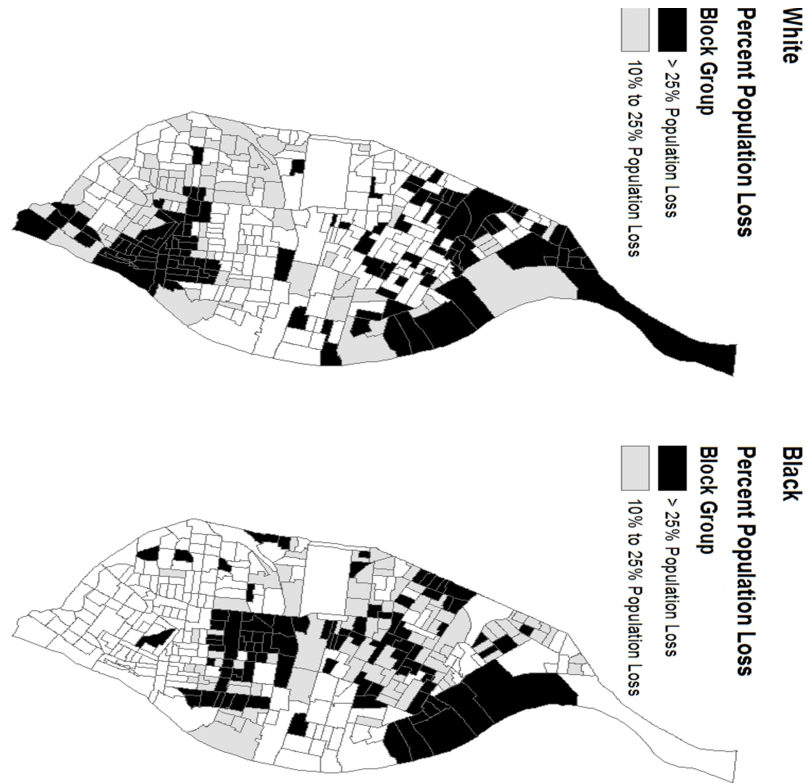 White
Percent Population Loss
Block Group
> 25% Population Loss
10% to 25% Population Loss
Black
Percent Population Loss
Block Group
> 25% Population Loss
10% to 25% Population Loss